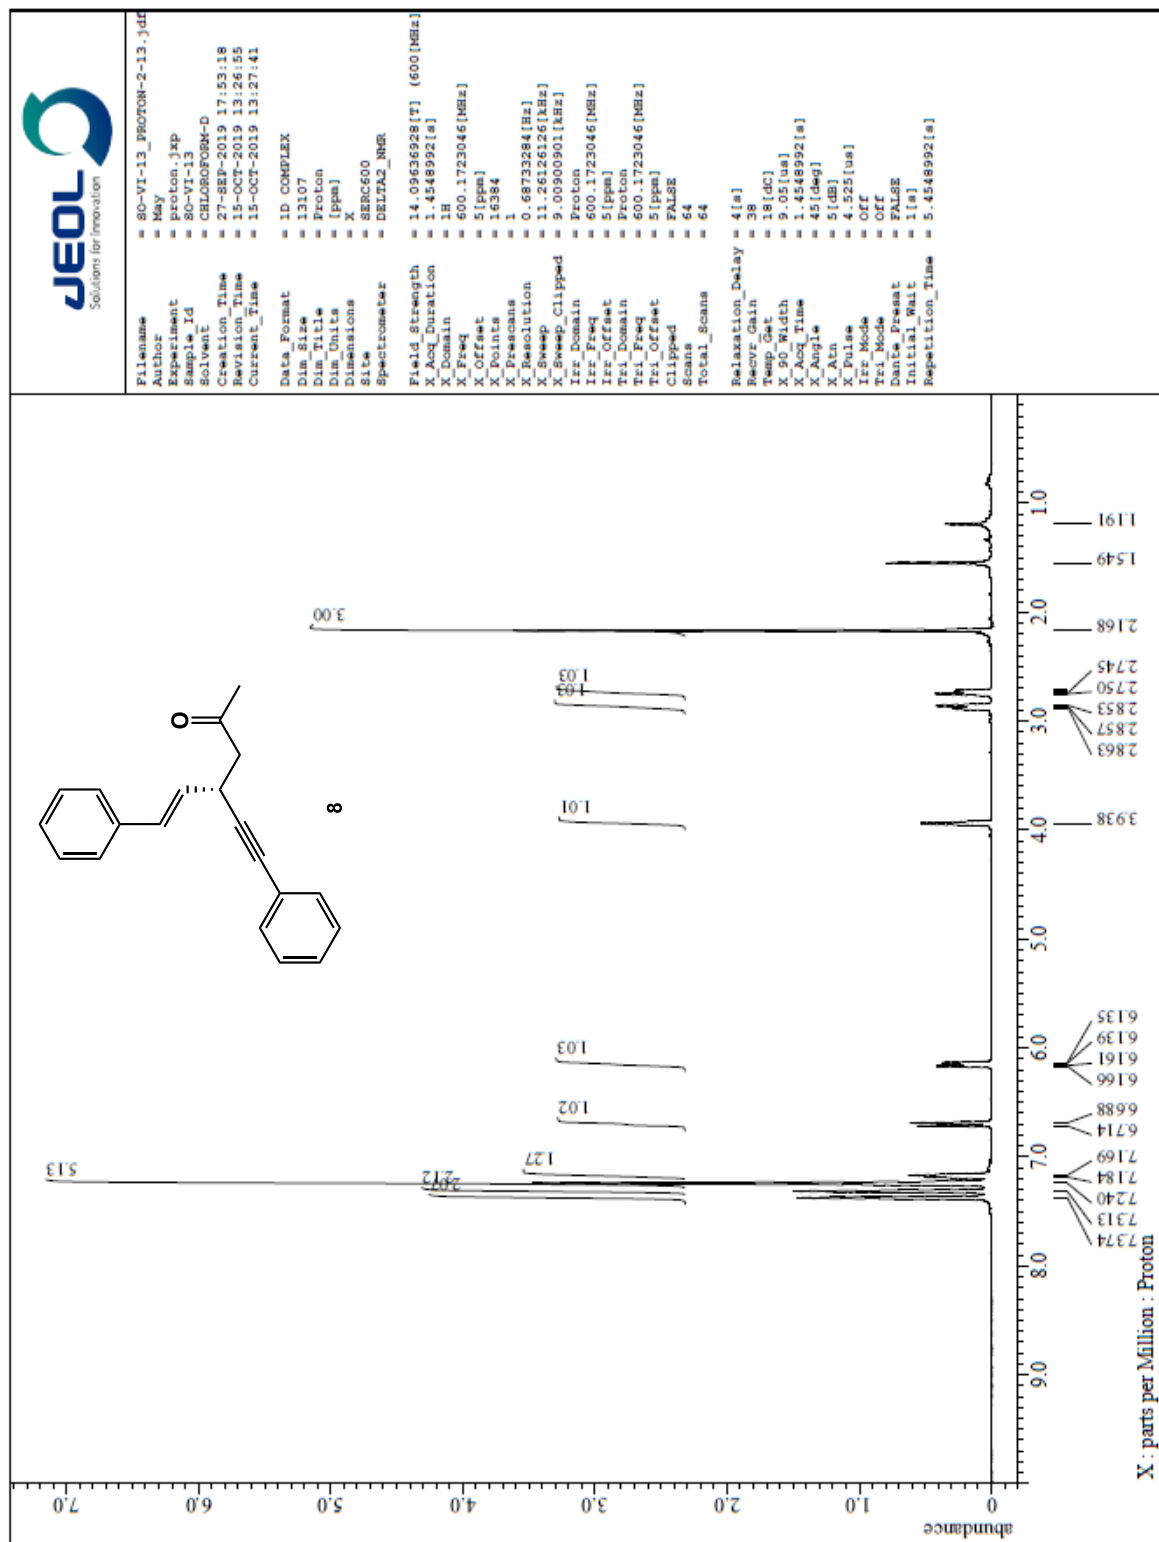 JEOL
Solutions for Innovation
Filename = SO-VI-13_PROTON-2-13.jdf
Author = May
Experiment = proton.jxp
Sample_Id = SO-VI-13
Solvent = CHLOROFORM-D
Creation_Time = 27-SEP-2019 17:53:18
Revision_Time = 15-OCT-2019 13:26:55
Current_Time = 15-OCT-2019 13:27:41
Data_Format = 1D COMPLEX
Dim_Size = 13107
Dim_Title = Proton
Dim_Units = [ppm]
Dimensions = X
Site = SERC600
Spectrometer = DELTA2_NMR
Field_Strength = 14.09636928[T] (600[MHz]
X_Acq_Duration = 1.4548992[s]
X_Domain = 1H
X_Freq = 600.1723046[MHz]
X_Offset = 5[ppm]
X_Points = 16384
X_Prescans = 1
X_Resolution = 0.68733284[Hz]
X_Sweep = 11.26126126[kHz]
X_Sweep_Clipped = 9.00900901[kHz]
Irr_Domain = Proton
Irr_Freq = 600.1723046[MHz]
Irr_Offset = 5[ppm]
Tri_Domain = Proton
Tri_Freq = 600.1723046[MHz]
Tri_Offset = 5[ppm]
Clipped = FALSE
Scans = 64
Total_Scans = 64
Relaxation_Delay = 4[s]
Recvr_Gain = 38
Temp_Get = 18[dC]
X_90_Width = 9.05[us]
X_Acq_Time = 1.4548992[s]
X_Angle = 45[deg]
X_Atn = 5[dB]
X_Pulse = 4.525[us]
Irr_Mode = Off
Tri_Mode = Off
Dante_Presat = FALSE
Initial_Wait = 1[s]
Repetition_Time = 5.4548992[s]
O
8
abundance
0 1.0 2.0 3.0 4.0 5.0 6.0 7.0
5.13
2.12
1.27
1.02
1.03
1.01
1.03
1.03
3.00
9.0 8.0 7.0 6.0 5.0 4.0 3.0 2.0 1.0
7.374
7.313
7.240
7.184
7.169
6.714
6.688
6.166
6.161
6.139
6.135
3.938
2.863
2.857
2.853
2.750
2.745
2.168
1.549
1.191
X : parts per Million : Proton